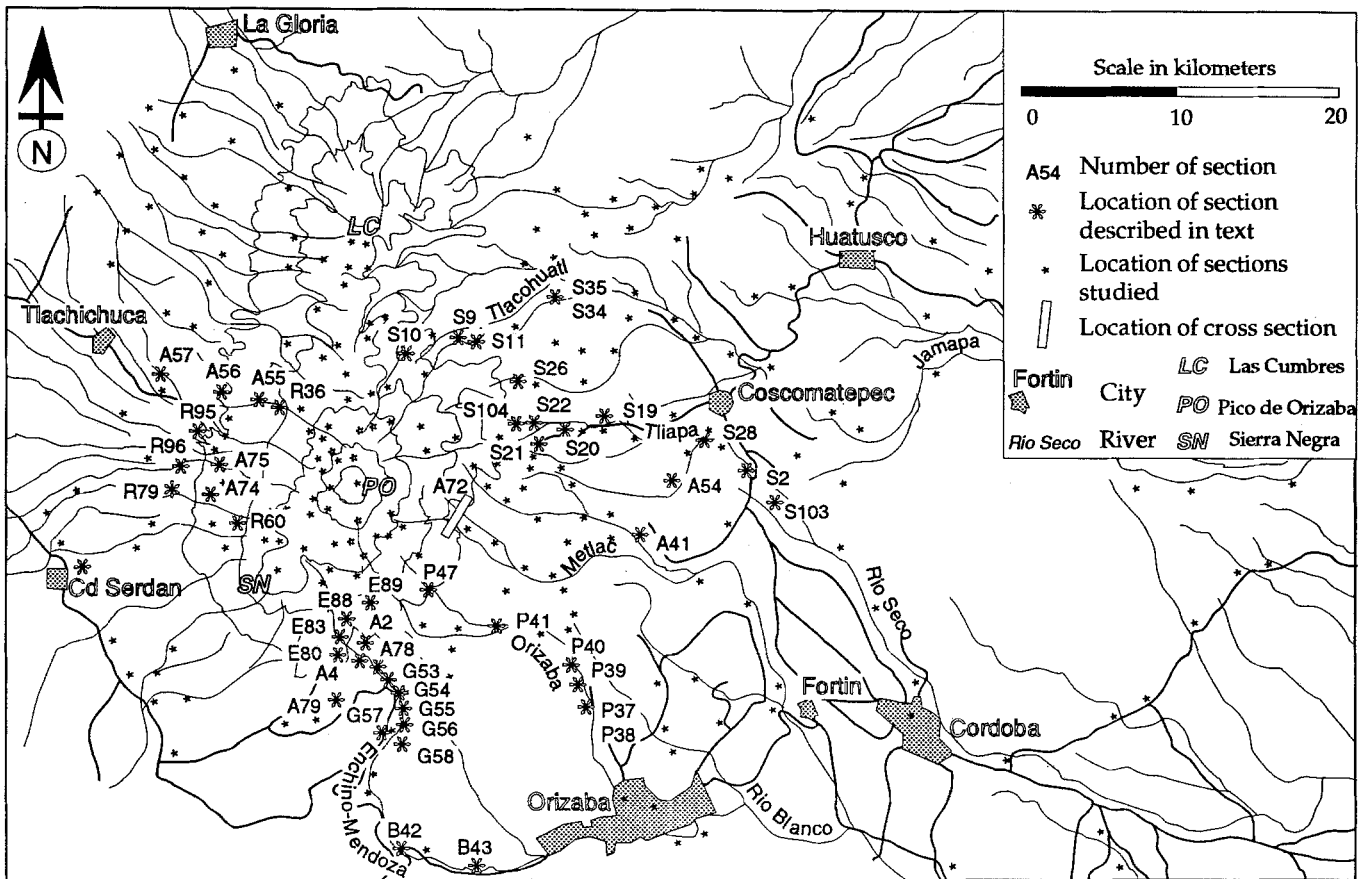 La Gloria
N
LC
Huatusco
Tlachichuca
Tlacohuatl
S35
S34
S9
S11
S10
Jamapa
A57
A56
A55
R36
S26
Coscomatepec
S104
S22
S19
Tliapa
S28
S21
S20
R95
R96
A75
R79
A74
R60
PO
A72
A54
S2
S103
A41
Metlac
Cd Serdan
SN
E89
P47
E88
A2
E83
P41
Orizaba
Rio Seco
E80
A78
A4
G53
P40
P39
A79
G54
G55
P37
P38
G57
G56
G58
Fortin
Cordoba
Enchino-Mendoza
Orizaba
Rio Blanco
B42
B43
Scale in kilometers
0 10 20
A54 Number of section
Location of section
described in text
Location of sections
studied
Location of cross section
Fortin
City
LC Las Cumbres
PO Pico de Orizaba
Rio Seco River
SN Sierra Negra